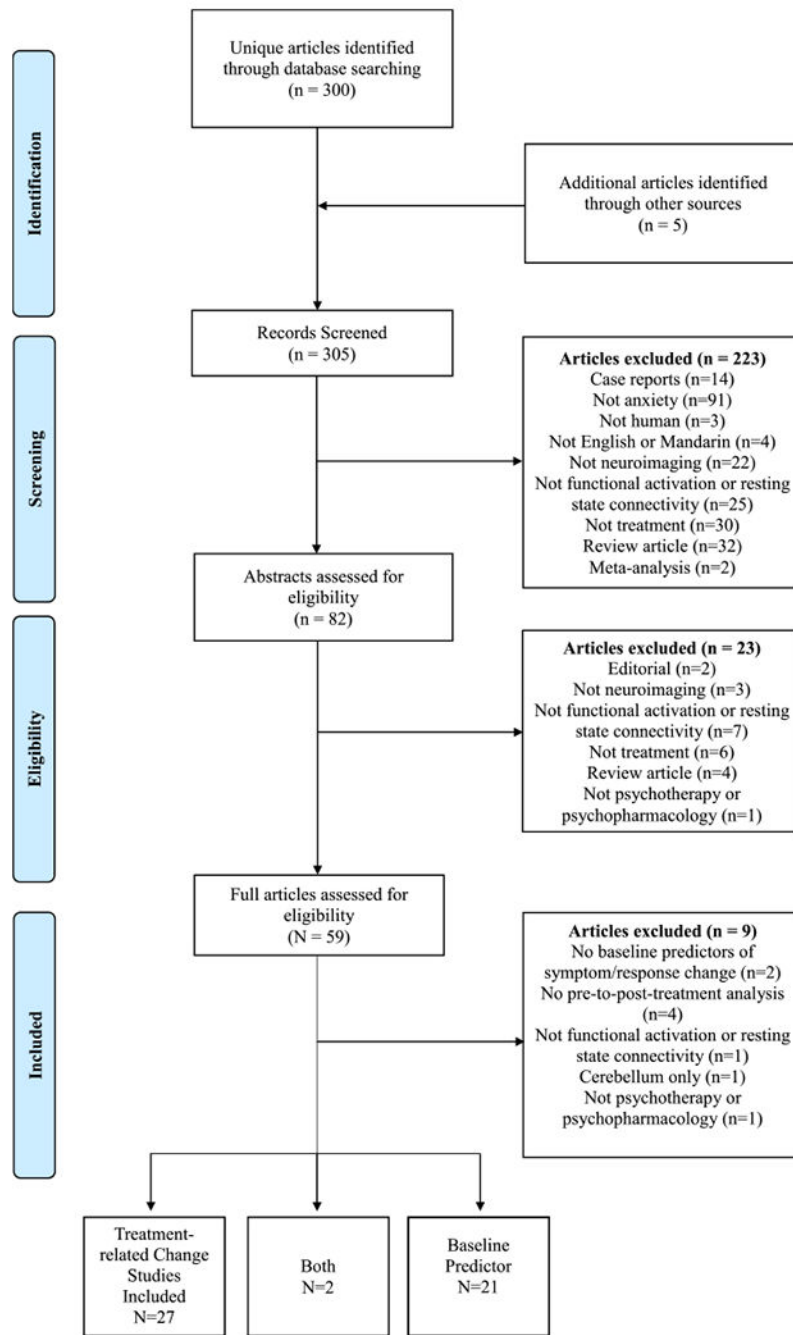 Identification
Unique articles identified
through database searching
(n = 300)
Additional articles identified
through other sources
(n = 5)
Screening
Records Screened
(n = 305)
Articles excluded (n = 223)
Case reports (n=14)
Not anxiety (n=91)
Not human (n=3)
Not English or Mandarin (n=4)
Not neuroimaging (n=22)
Not functional activation or resting
state connectivity (n=25)
Not treatment (n=30)
Review article (n=32)
Meta-analysis (n=2)
Abstracts assessed for
eligibility
(n = 82)
Eligibility
Articles excluded (n = 23)
Editorial (n=2)
Not neuroimaging (n=3)
Not functional activation or resting
state connectivity (n=7)
Not treatment (n=6)
Review article (n=4)
Not psychotherapy or
psychopharmacology (n=1)
Full articles assessed for
eligibility
(N = 59)
Included
Articles excluded (n = 9)
No baseline predictors of
symptom/response change (n=2)
No pre-to-post-treatment analysis
(n=4)
Not functional activation or resting
state connectivity (n=1)
Cerebellum only (n=1)
Not psychotherapy or
psychopharmacology (n=1)
Treatment-
related Change
Studies
Included
N=27
Both
N=2
Baseline
Predictor
N=21